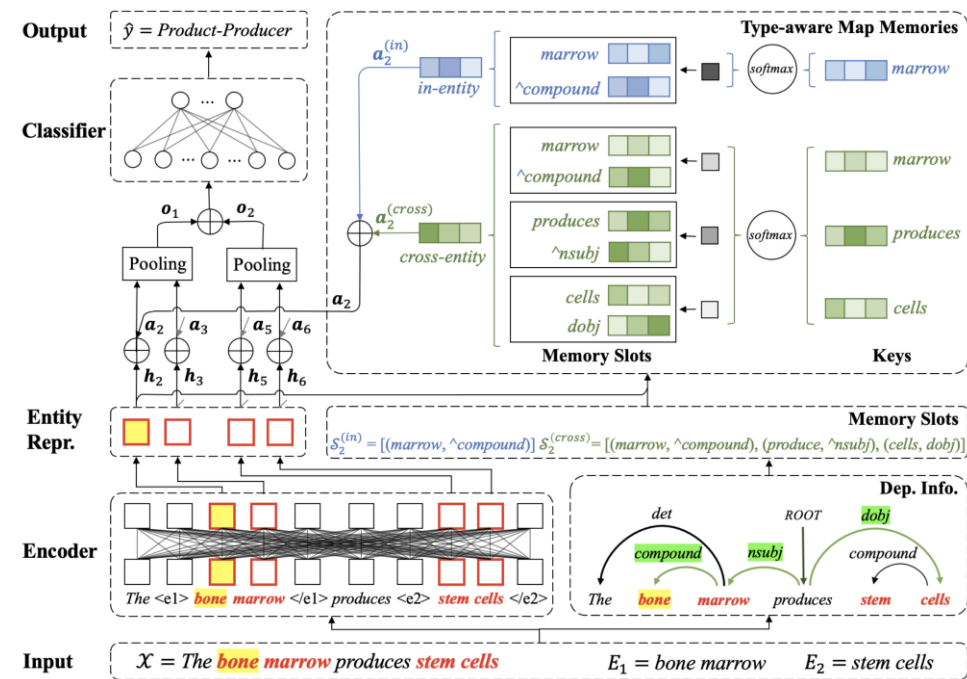 Output
ŷ = Product-Producer
Classifier
...
... ...
o₁ o₂
Pooling Pooling
a₂ a₃ a₅ a₆
h₂ h₃ h₅ h₆
Type-aware Map Memories
a₂^(in)
in-entity
marrow
^compound
softmax
marrow
a₂^(cross)
cross-entity
marrow
^compound
produces
^nsubj
cells
dobj
softmax
marrow
produces
cells
a₂
Memory Slots Keys
Entity
Repr.
Memory Slots
S₂^(in) = [(marrow, ^compound)] S₂^(cross) = [(marrow, ^compound), (produce, ^nsubj), (cells, dobj)]
Encoder
The <e1> bone marrow </e1> produces <e2> stem cells </e2>
Dep. Info.
det ROOT dobj
compound nsubj compound
The bone marrow produces stem cells
Input
X = The bone marrow produces stem cells E₁ = bone marrow E₂ = stem cells